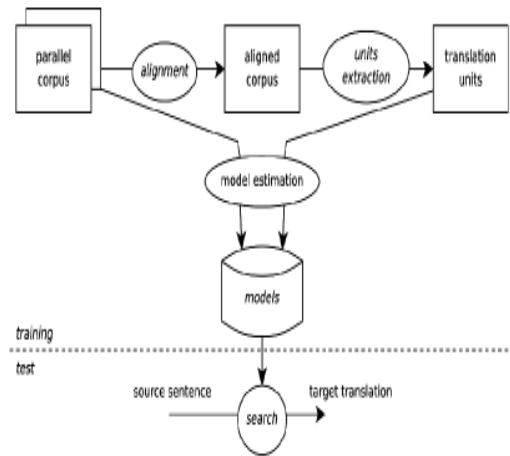 parallel
corpus
alignment
aligned
corpus
units
extraction
translation
units
model estimation
models
training
test
source sentence
target translation
search